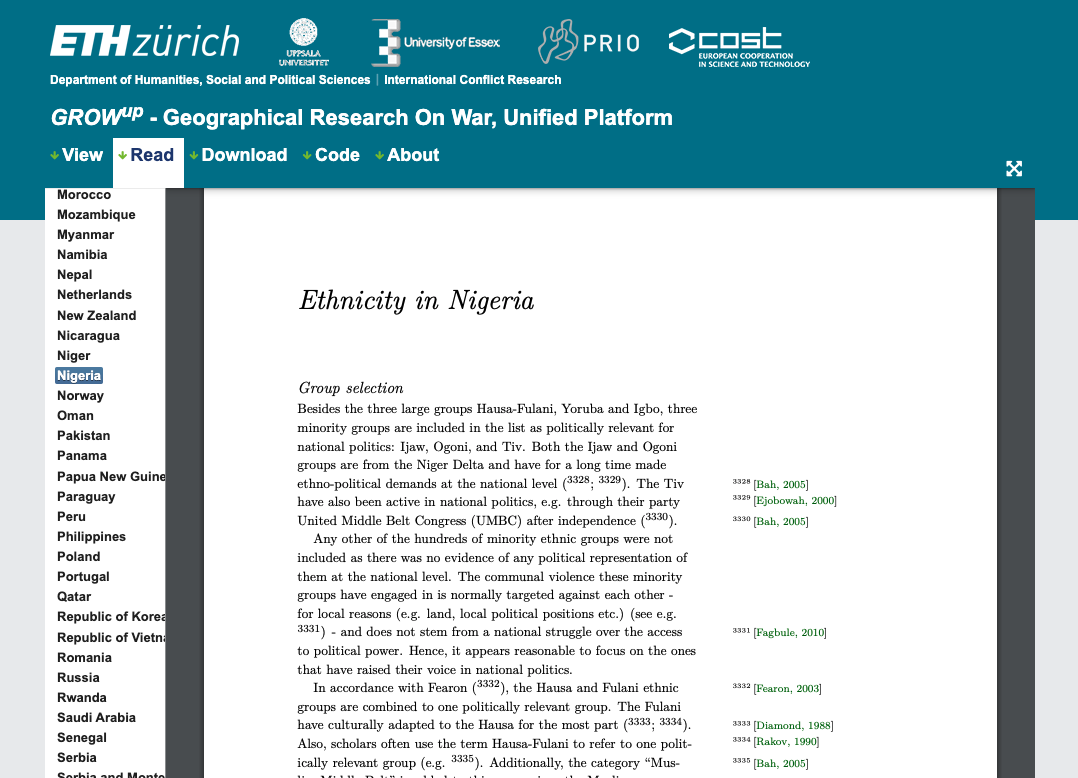 ETH zürich
UPPSALA
UNIVERSITET
University of Essex
PRIO
cost
EUROPEAN COOPERATION
IN SCIENCE AND TECHNOLOGY
Department of Humanities, Social and Political Sciences | International Conflict Research
GROWup - Geographical Research On War, Unified Platform
View Read Download Code About
Morocco
Mozambique
Myanmar
Namibia
Nepal
Netherlands
New Zealand
Nicaragua
Niger
Nigeria
Norway
Oman
Pakistan
Panama
Papua New Guine
Paraguay
Peru
Philippines
Poland
Portugal
Qatar
Republic of Korea
Republic of Vietna
Romania
Russia
Rwanda
Saudi Arabia
Senegal
Serbia
Serbia and Monte
Ethnicity in Nigeria
Group selection
Besides the three large groups Hausa-Fulani, Yoruba and Igbo, three
minority groups are included in the list as politically relevant for
national politics: Ijaw, Ogoni, and Tiv. Both the Ijaw and Ogoni
groups are from the Niger Delta and have for a long time made
ethno-political demands at the national level (3328; 3329). The Tiv
have also been active in national politics, e.g. through their party
United Middle Belt Congress (UMBC) after independence (3330).
Any other of the hundreds of minority ethnic groups were not
included as there was no evidence of any political representation of
them at the national level. The communal violence these minority
groups have engaged in is normally targeted against each other -
for local reasons (e.g. land, local political positions etc.) (see e.g.
3331) - and does not stem from a national struggle over the access
to political power. Hence, it appears reasonable to focus on the ones
that have raised their voice in national politics.
In accordance with Fearon (3332), the Hausa and Fulani ethnic
groups are combined to one politically relevant group. The Fulani
have culturally adapted to the Hausa for the most part (3333; 3334).
Also, scholars often use the term Hausa-Fulani to refer to one polit-
ically relevant group (e.g. 3335). Additionally, the category “Mus-
3328 [Bah, 2005]
3329 [Ejobowah, 2000]
3330 [Bah, 2005]
3331 [Fagbule, 2010]
3332 [Fearon, 2003]
3333 [Diamond, 1988]
3334 [Rakov, 1990]
3335 [Bah, 2005]